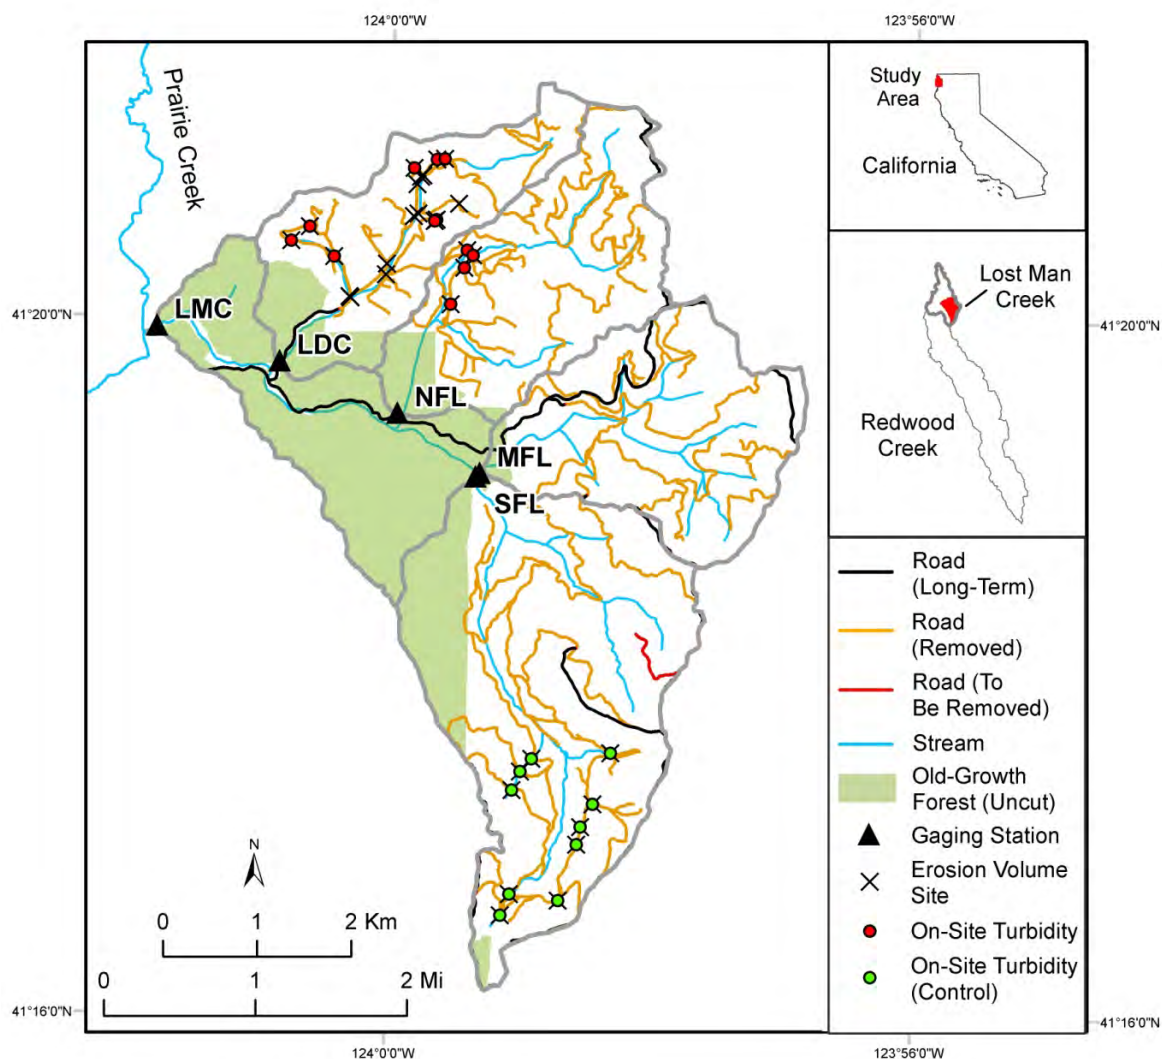 124°0'0"W
123°56'0"W
Prairie Creek
Study
Area
California
Lost Man
Creek
Redwood
Creek
41°20'0"N
41°20'0"N
LMC
LDC
NFL
MFL
SFL
Road
(Long-Term)
Road
(Removed)
Road (To
Be Removed)
Stream
Old-Growth
Forest (Uncut)
Gaging Station
Erosion Volume
Site
On-Site Turbidity
On-Site Turbidity
(Control)
N
0 1 2 Km
0 1 2 Mi
41°16'0"N
41°16'0"N
124°0'0"W
123°56'0"W